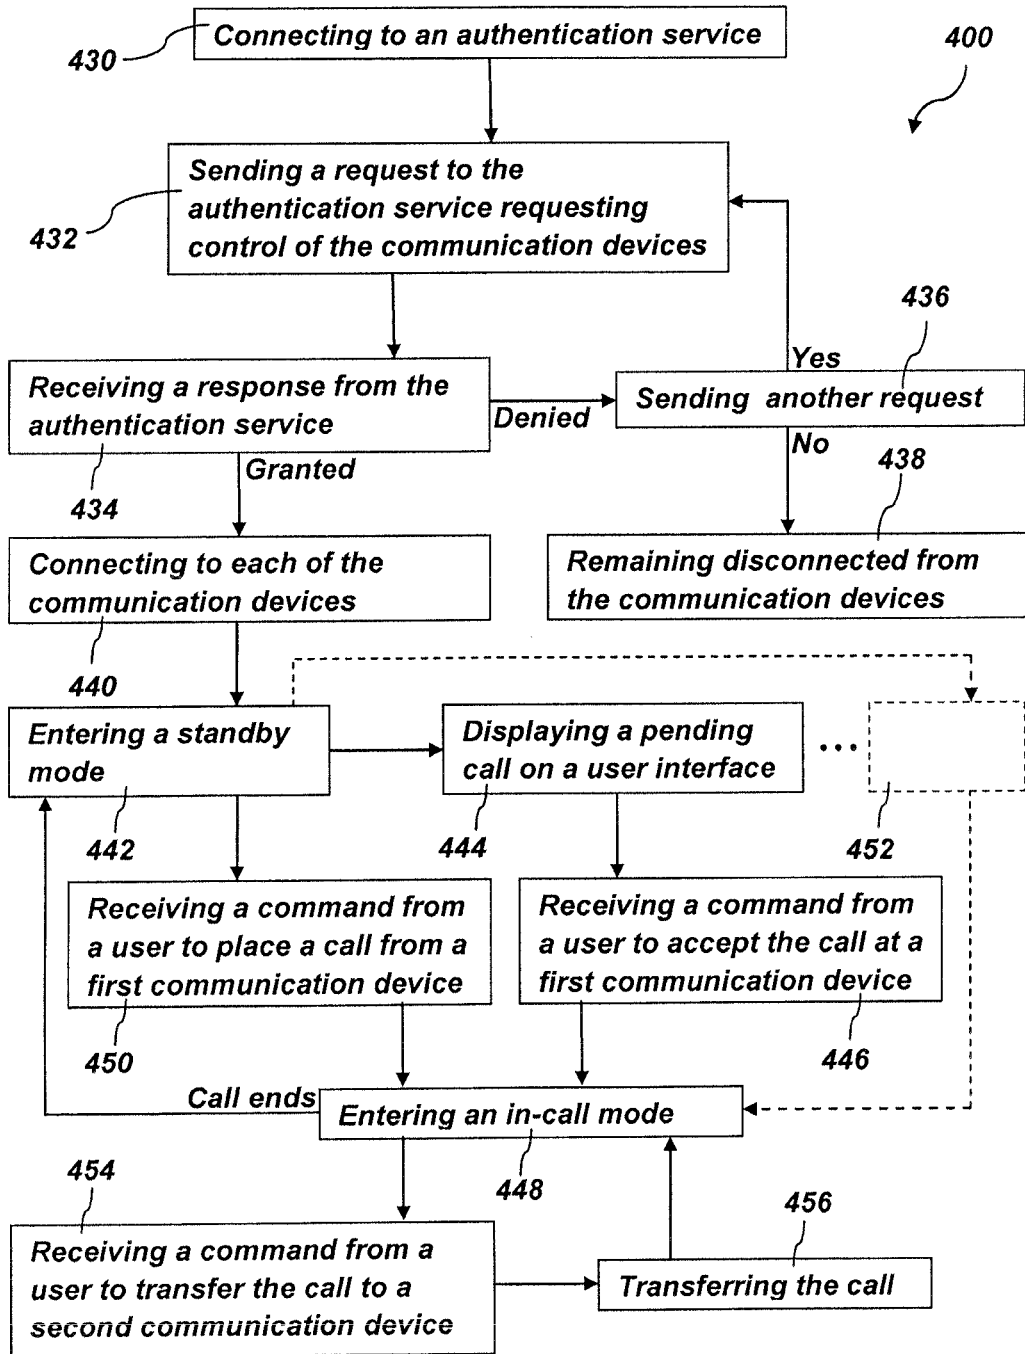 Connecting to an authentication service
430
400
Sending a request to the
authentication service requesting
control of the communication devices
432
436
Yes
Receiving a response from the
authentication service
Denied
Sending another request
No
434
Granted
438
Connecting to each of the
communication devices
Remaining disconnected from
the communication devices
440
Entering a standby
mode
Displaying a pending
call on a user interface
...
442
444
452
Receiving a command from
a user to place a call from a
first communication device
Receiving a command from
a user to accept the call at a
first communication device
450
446
Call ends
Entering an in-call mode
448
454
456
Receiving a command from a
user to transfer the call to a
second communication device
Transferring the call